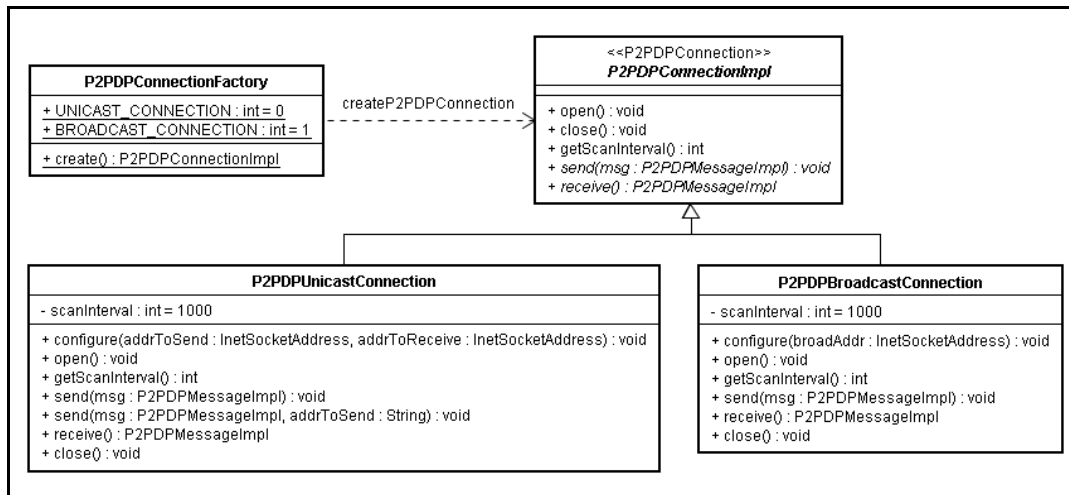 P2PDPConnectionFactory
+ UNICAST_CONNECTION : int = 0
+ BROADCAST_CONNECTION : int = 1
+ create() : P2PDPConnectionImpl
createP2PDPConnection
<<P2PDPConnection>>
P2PDPConnectionImpl
+ open() : void
+ close() : void
+ getScanInterval() : int
+ send(msg : P2PDPMessageImpl) : void
+ receive() : P2PDPMessageImpl
P2PDPUnicastConnection
- scanInterval : int = 1000
+ configure(addrToSend : InetSocketAddress, addrToReceive : InetSocketAddress) : void
+ open() : void
+ getScanInterval() : int
+ send(msg : P2PDPMessageImpl) : void
+ send(msg : P2PDPMessageImpl, addrToSend : String) : void
+ receive() : P2PDPMessageImpl
+ close() : void
P2PDPBroadcastConnection
- scanInterval : int = 1000
+ configure(broadAddr : InetSocketAddress) : void
+ open() : void
+ getScanInterval() : int
+ send(msg : P2PDPMessageImpl) : void
+ receive() : P2PDPMessageImpl
+ close() : void